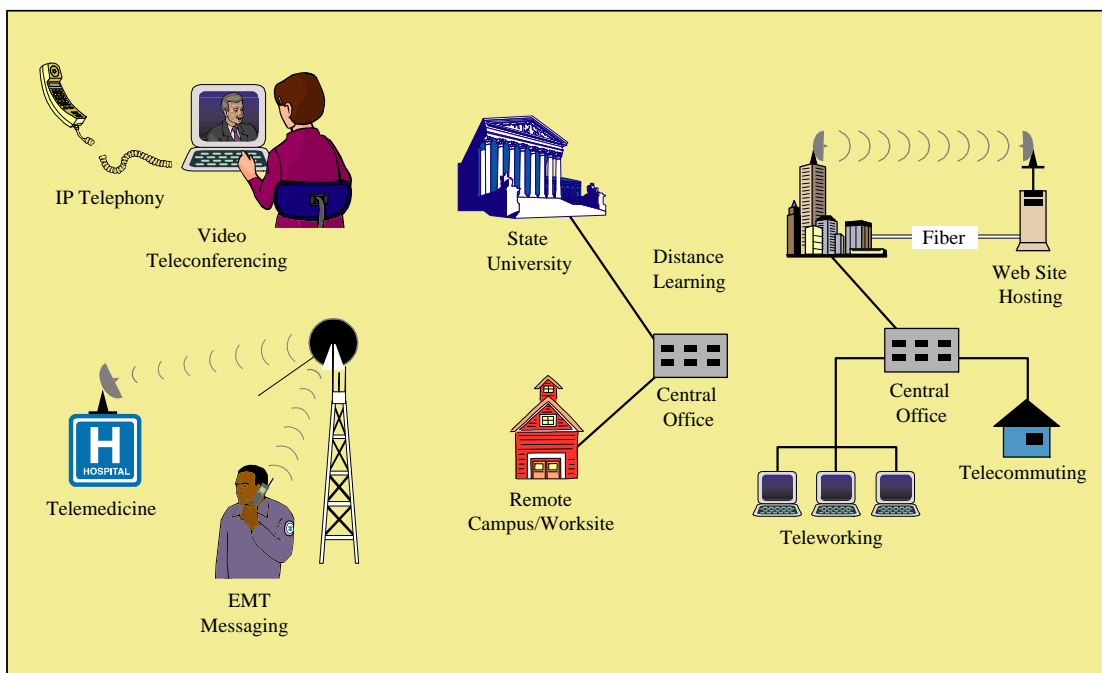 IP Telephony
Video
Teleconferencing
H
HOSPITAL
Telemedicine
EMT
Messaging
State
University
Distance
Learning
Central
Office
Remote
Campus/Worksite
Fiber
Web Site
Hosting
Central
Office
Telecommuting
Teleworking